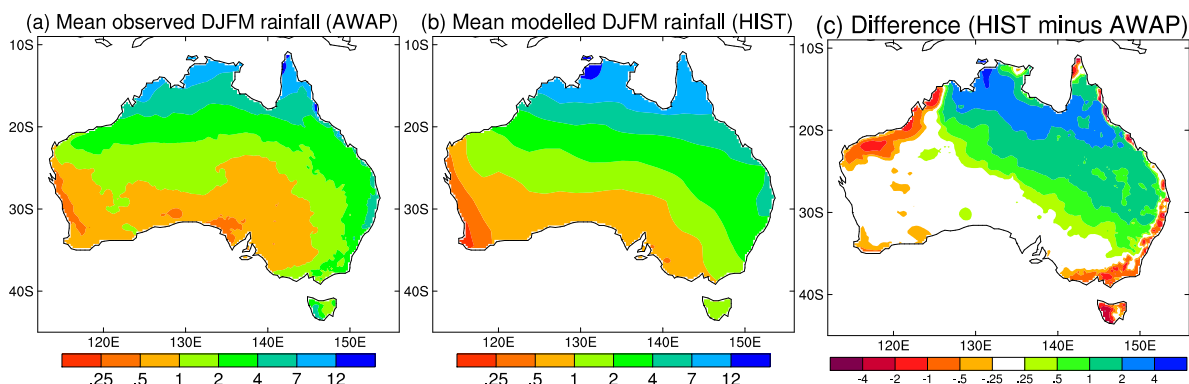 (a) Mean observed DJFM rainfall (AWAP)
10S
20S
30S
40S
120E 130E 140E 150E
.25 .5 1 2 4 7 12
(b) Mean modelled DJFM rainfall (HIST)
10S
20S
30S
40S
120E 130E 140E 150E
.25 .5 1 2 4 7 12
(c) Difference (HIST minus AWAP)
10S
20S
30S
40S
120E 130E 140E 150E
-4 -2 -1 -.5 -.25 .25 .5 1 2 4